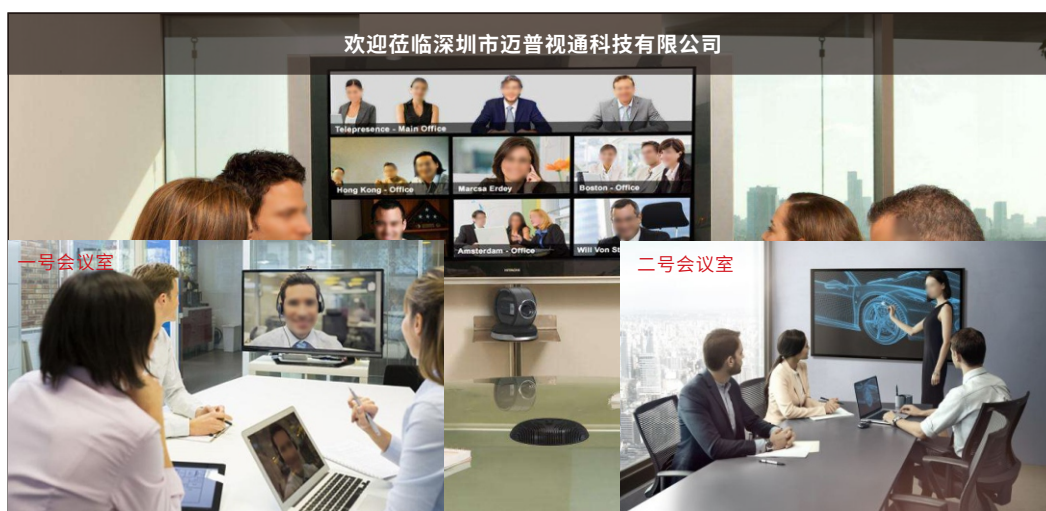 欢迎莅临深圳市迈普视通科技有限公司
Telepresence - Main Office
Hong Kong - Office
Marcsa Erdey
Boston - Office
Amsterdam - Office
Will Von
一号会议室
二号会议室